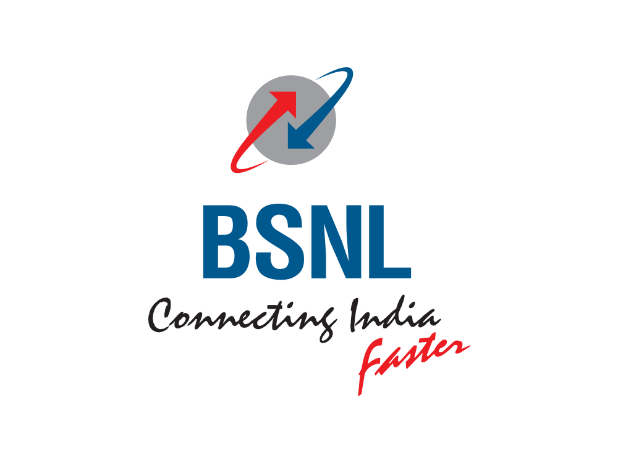 BSNL
Connecting India
Faster